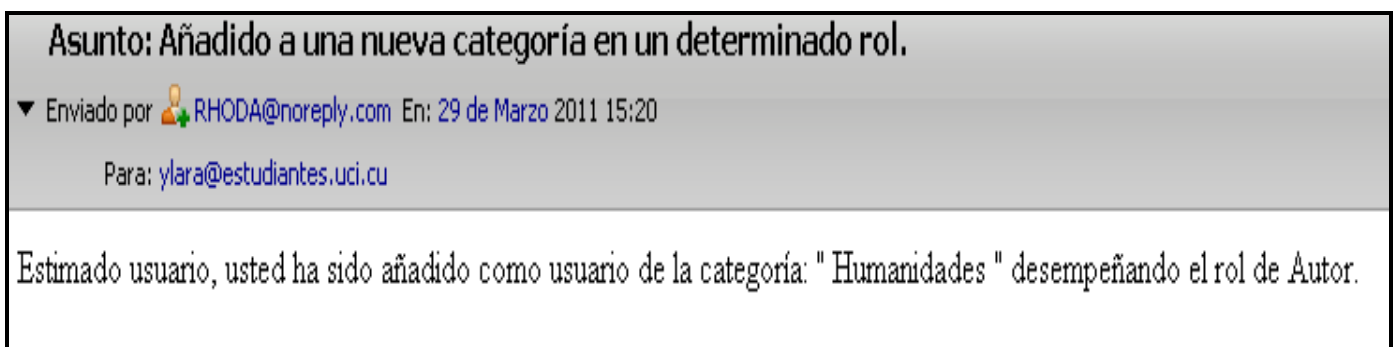 Asunto: Añadido a una nueva categoría en un determinado rol.
Enviado por RHODA@noreply.com En: 29 de Marzo 2011 15:20
Para: ylara@estudiantes.uci.cu
Estimado usuario, usted ha sido añadido como usuario de la categoría: " Humanidades " desempeñando el rol de Autor.